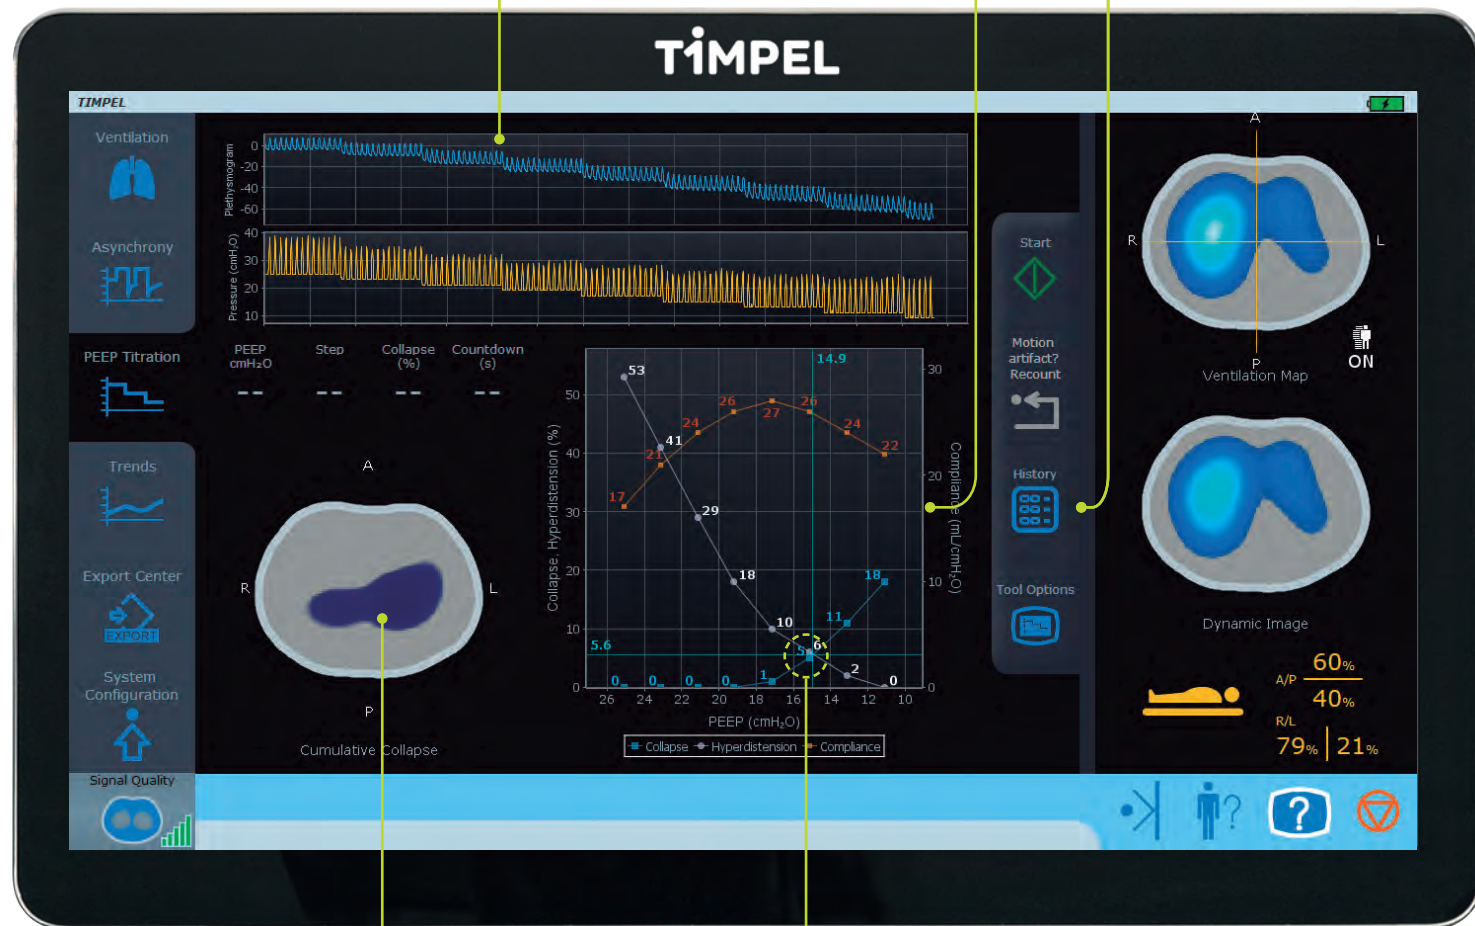 TIMPEL
TIMPEL
Ventilation
Asynchrony
PEEP Titration
Trends
Export Center
EXPORT
System
Configuration
Signal Quality
Plethysmogram
0
-20
-40
-60
Pressure (cmH₂O)
40
30
20
10
PEEP
cmH₂O
Step
Collapse
(%)
Countdown
(s)
-- -- -- --
A
R L
P
Cumulative Collapse
Collapse, Hyperdistension (%)
50
40
30
20
10
0
53
41
29
18
10
6
2
0
17
21
24
26
27
26
24
22
0 0 0 0 1 5 11 18
14.9
5.6
30
20
10
0
Compliance (mL/cmH₂O)
26 24 22 20 18 16 14 12 10
PEEP (cmH₂O)
Collapse Hyperdistension Compliance
Start
Motion
artifact?
Recount
History
Tool Options
A
R L
P
ON
Ventilation Map
Dynamic Image
A/P 60%
40%
R/L
79% 21%
?
?